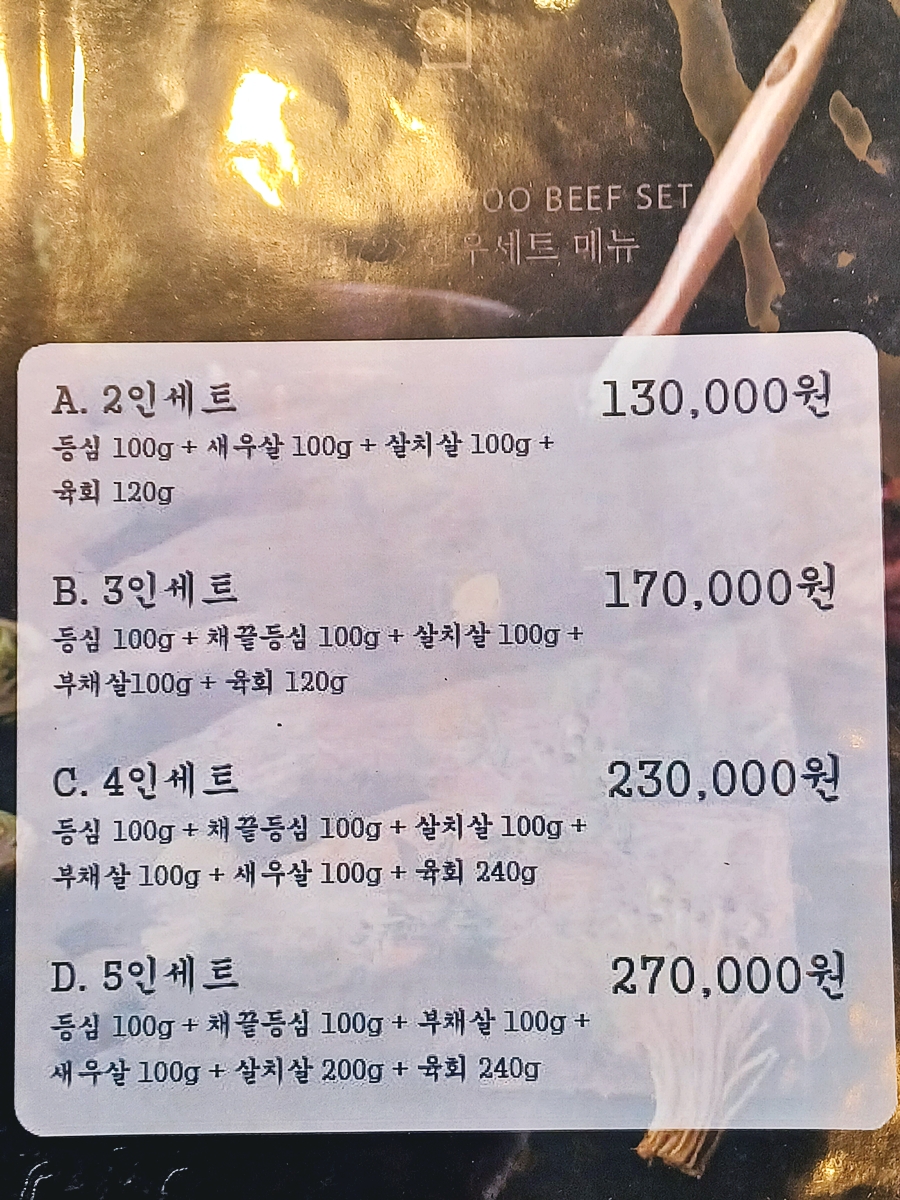 BEEF SET
한우세트 메뉴
A. 2인세트 130,000원
등심 100g + 새우살 100g + 살치살 100g +
육회 120g
B. 3인세트 170,000원
등심 100g + 채끝등심 100g + 살치살 100g +
부채살100g + 육회 120g
C. 4인세트 230,000원
등심 100g + 채끝등심 100g + 살치살 100g +
부채살 100g + 새우살 100g + 육회 240g
D. 5인세트 270,000원
등심 100g + 채끝등심 100g + 부채살 100g +
새우살 100g + 살치살 200g + 육회 240g